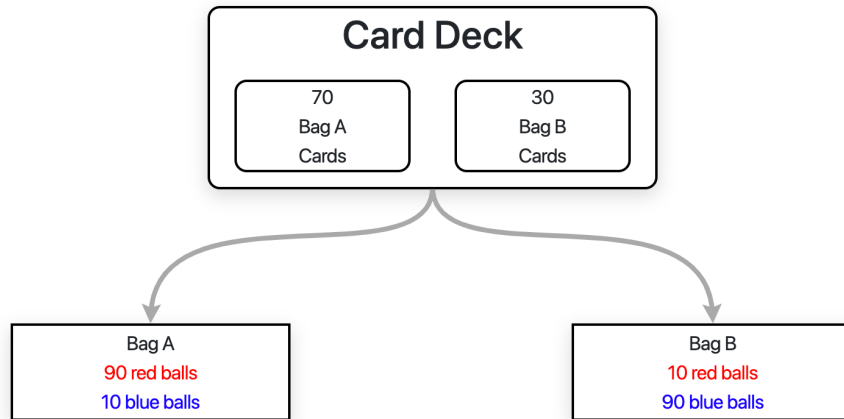 Card Deck
70
Bag A
Cards
30
Bag B
Cards
Bag A
90 red balls
10 blue balls
Bag B
10 red balls
90 blue balls